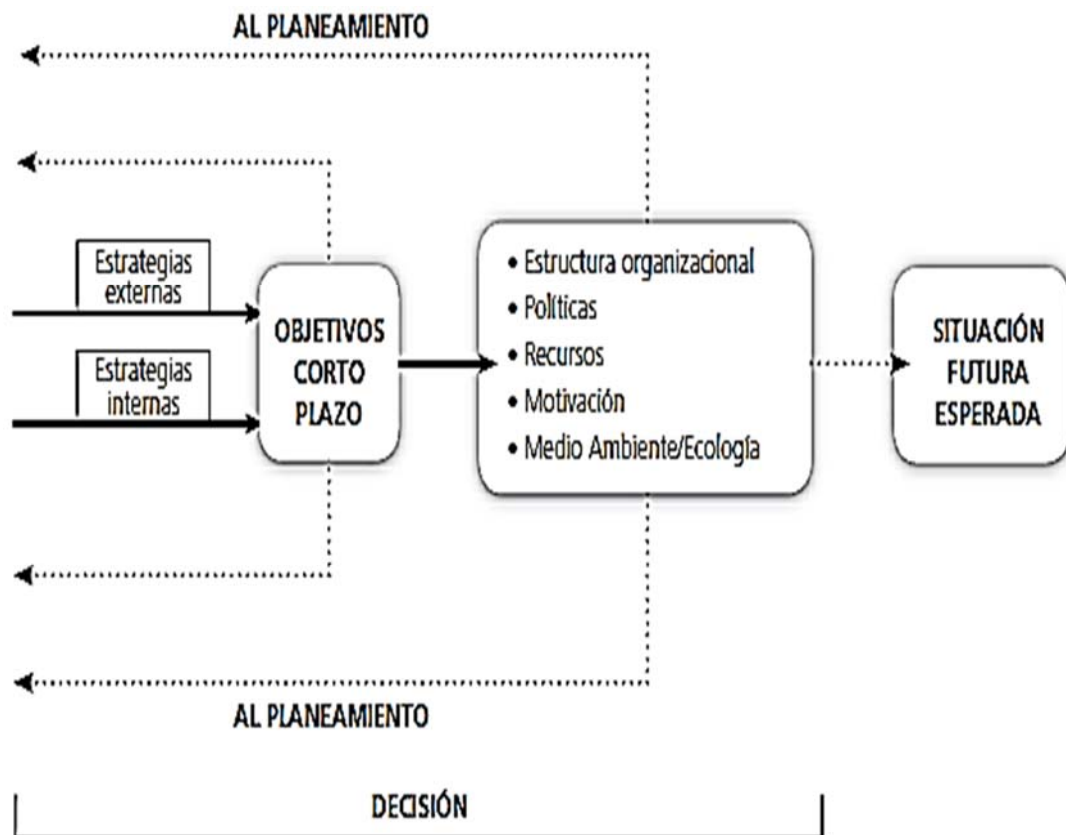 AL PLANEAMIENTO
Estrategias
externas
Estrategias
internas
OBJETIVOS
CORTO
PLAZO
• Estructura organizacional
• Políticas
• Recursos
• Motivación
• Medio Ambiente/Ecología
SITUACIÓN
FUTURA
ESPERADA
AL PLANEAMIENTO
DECISIÓN